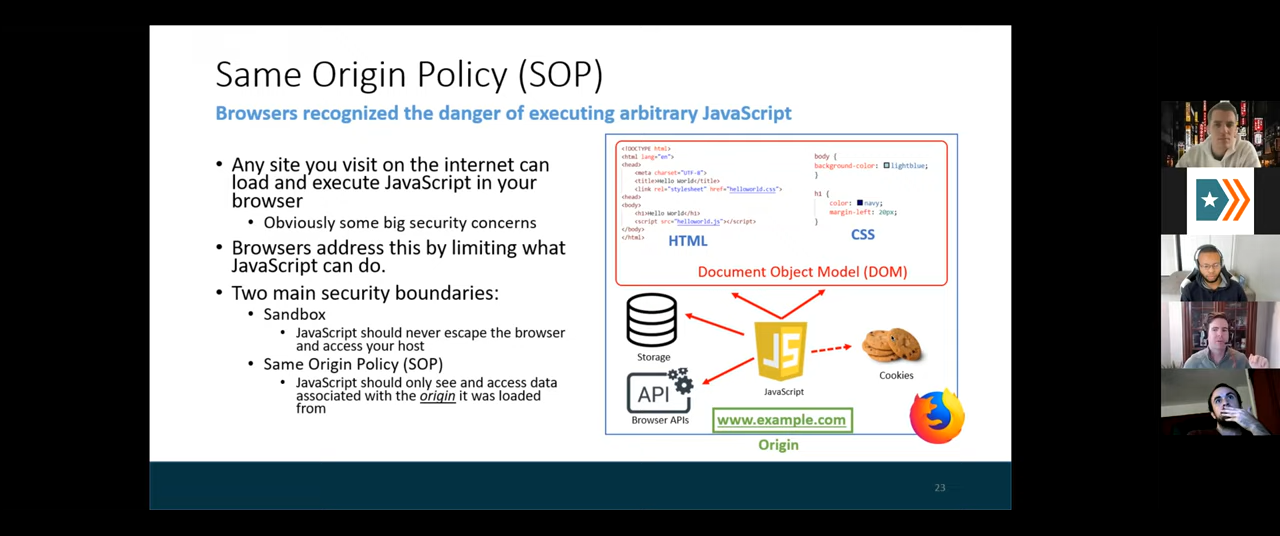 Same Origin Policy (SOP)
Browsers recognized the danger of executing arbitrary JavaScript
• Any site you visit on the internet can
load and execute JavaScript in your
browser
• Obviously some big security concerns
• Browsers address this by limiting what
JavaScript can do.
• Two main security boundaries:
• Sandbox
• JavaScript should never escape the browser
and access your host
• Same Origin Policy (SOP)
• JavaScript should only see and access data
associated with the origin it was loaded
from
<!DOCTYPE html>
<html lang="en">
<head>
<meta charset="UTF-8">
<title>Hello World</title>
<link rel="stylesheet" href="helloworld.css">
<head>
<body>
<h1>Hello World</h1>
<script src="helloworld.js"></script>
</body>
</html>
HTML
body {
background-color: lightblue;
}
h1 {
color: navy;
margin-left: 20px;
}
CSS
Document Object Model (DOM)
Storage
JS
JavaScript
Cookies
API
Browser APIs
www.example.com
Origin
23